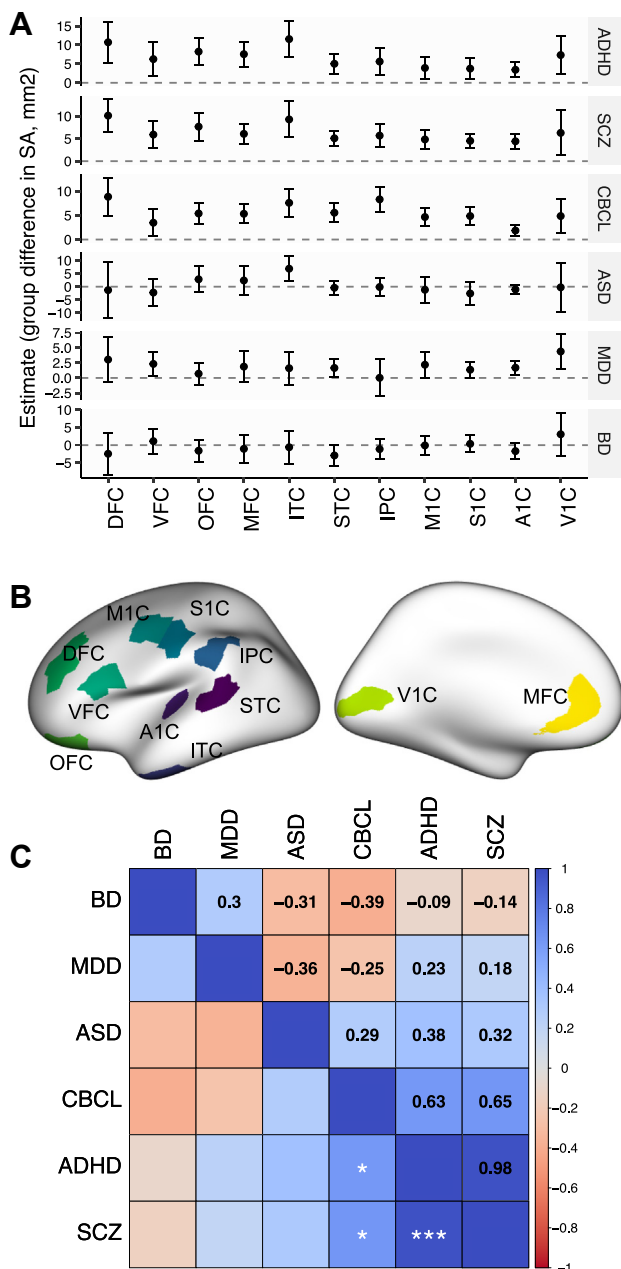 A
Estimate (group difference in SA, mm2)
15
10
5
0
ADHD
10
5
0
SCZ
10
5
0
CBCL
10
5
0
−5
−10
ASD
7.5
5.0
2.5
0.0
−2.5
MDD
10
5
0
−5
BD
DFC VFC OFC MFC ITC STC IPC M1C S1C A1C V1C
B
M1C S1C
DFC IPC
VFC STC V1C MFC
A1C
OFC ITC
C
BD MDD ASD CBCL ADHD SCZ
BD 0.3 −0.31 −0.39 −0.09 −0.14
MDD −0.36 −0.25 0.23 0.18
ASD 0.29 0.38 0.32
CBCL 0.63 0.65
ADHD * 0.98
SCZ * ***
1
0.8
0.6
0.4
0.2
0
−0.2
−0.4
−0.6
−0.8
−1